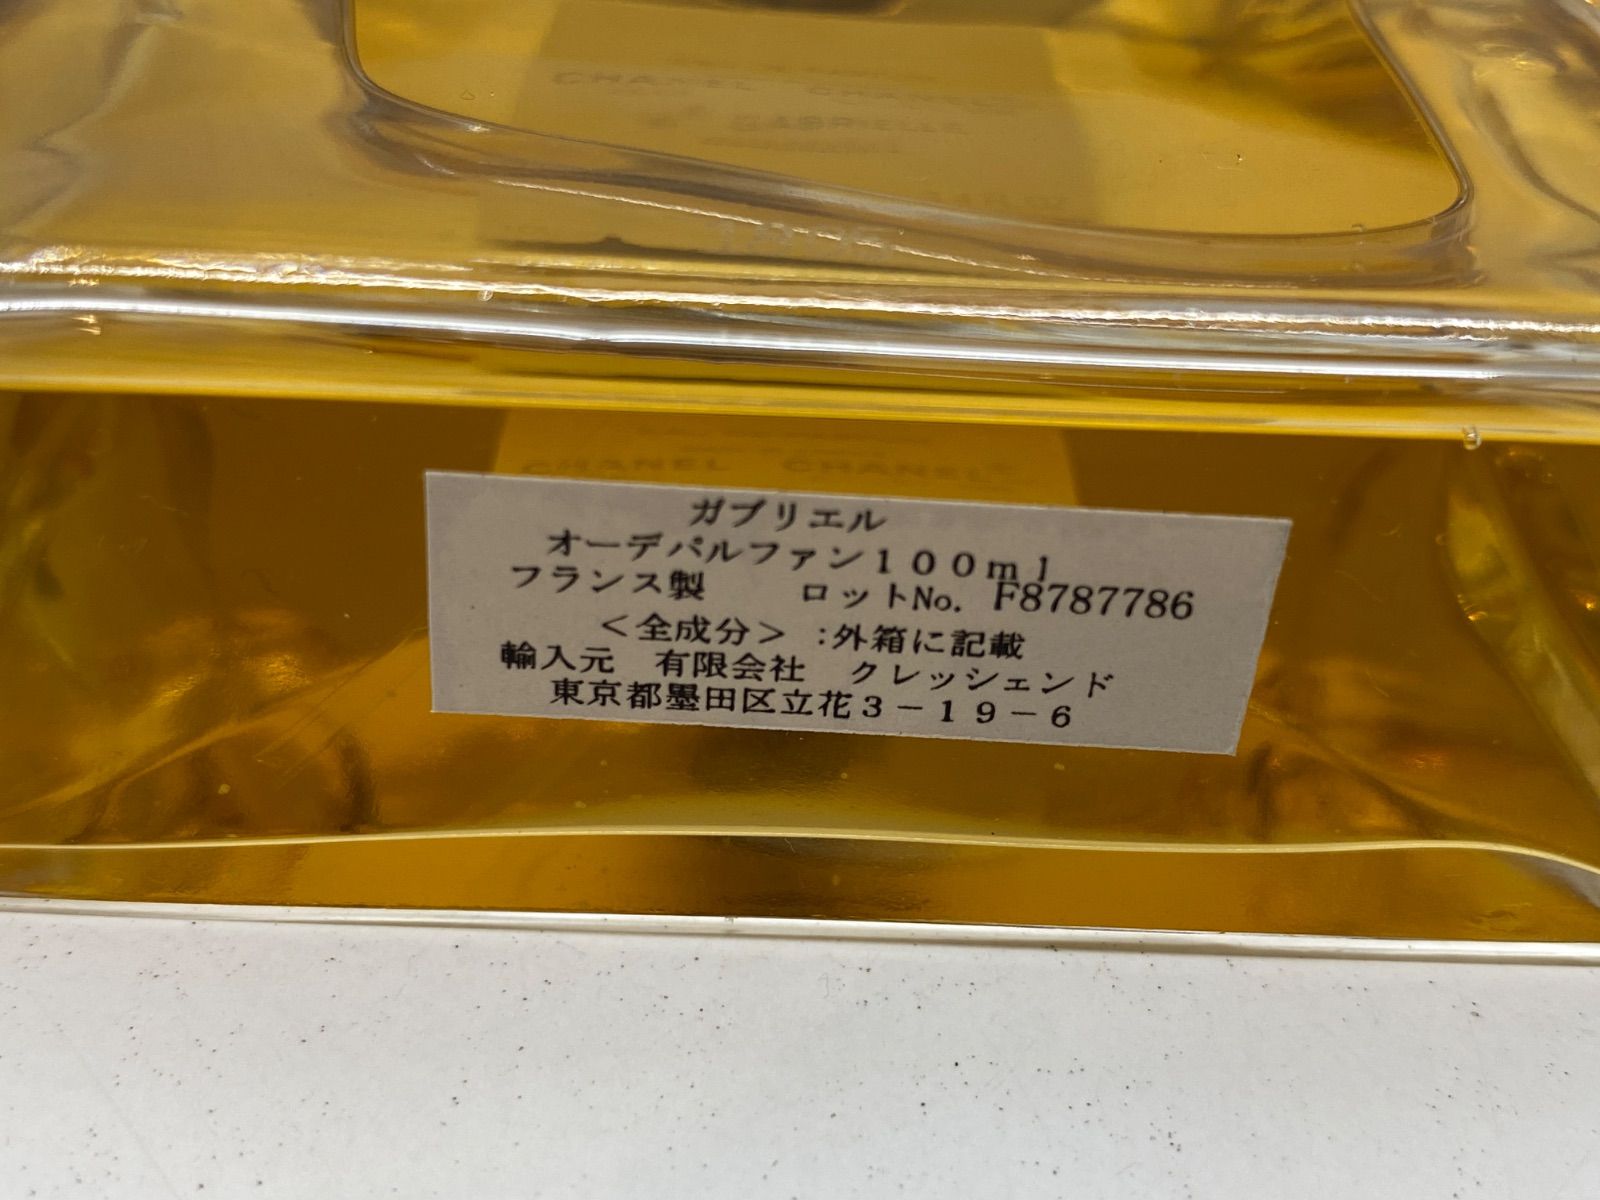 CHANEL CHANEL
GABRIELLE
CHANEL CHANEL
ガブリエル
オーデパルファン100ml
フランス製 ロットNo. F8787786
<全成分> :外箱に記載
輸入元 有限会社 クレッシェンド
東京都墨田区立花3-19-6